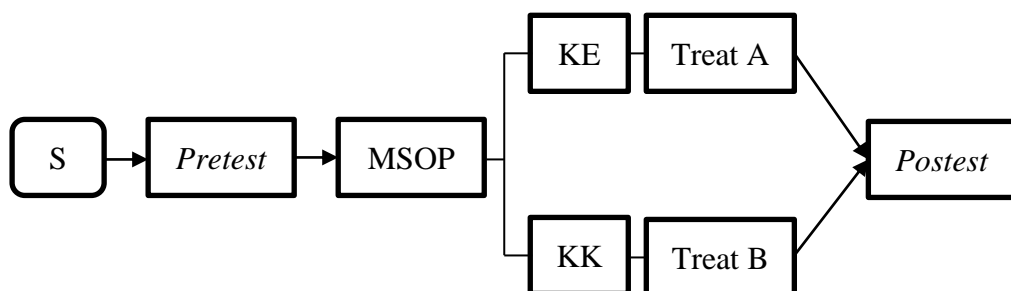 S
Pretest
MSOP
KE
Treat A
KK
Treat B
Postest